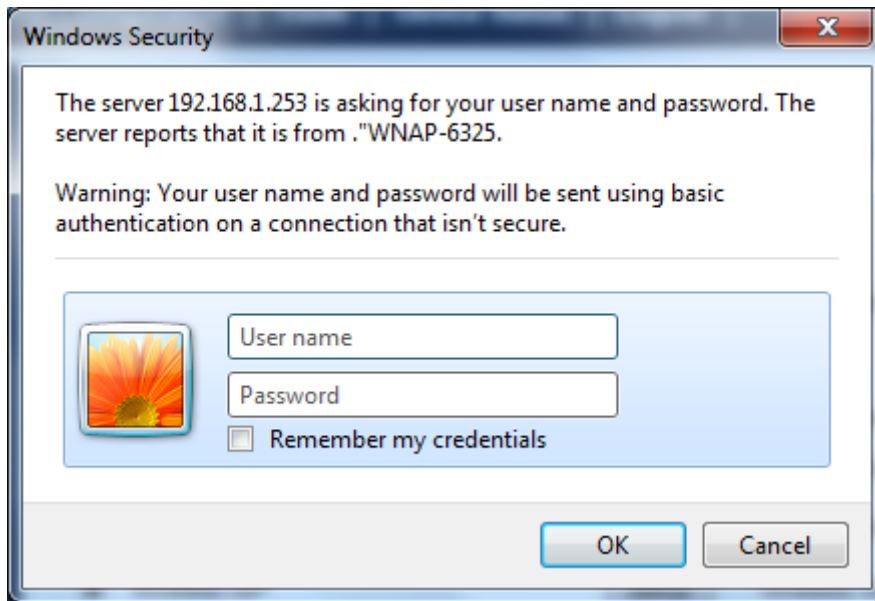 Windows Security
The server 192.168.1.253 is asking for your user name and password. The
server reports that it is from ."WNAP-6325.
Warning: Your user name and password will be sent using basic
authentication on a connection that isn't secure.
User name
Password
Remember my credentials
OK
Cancel